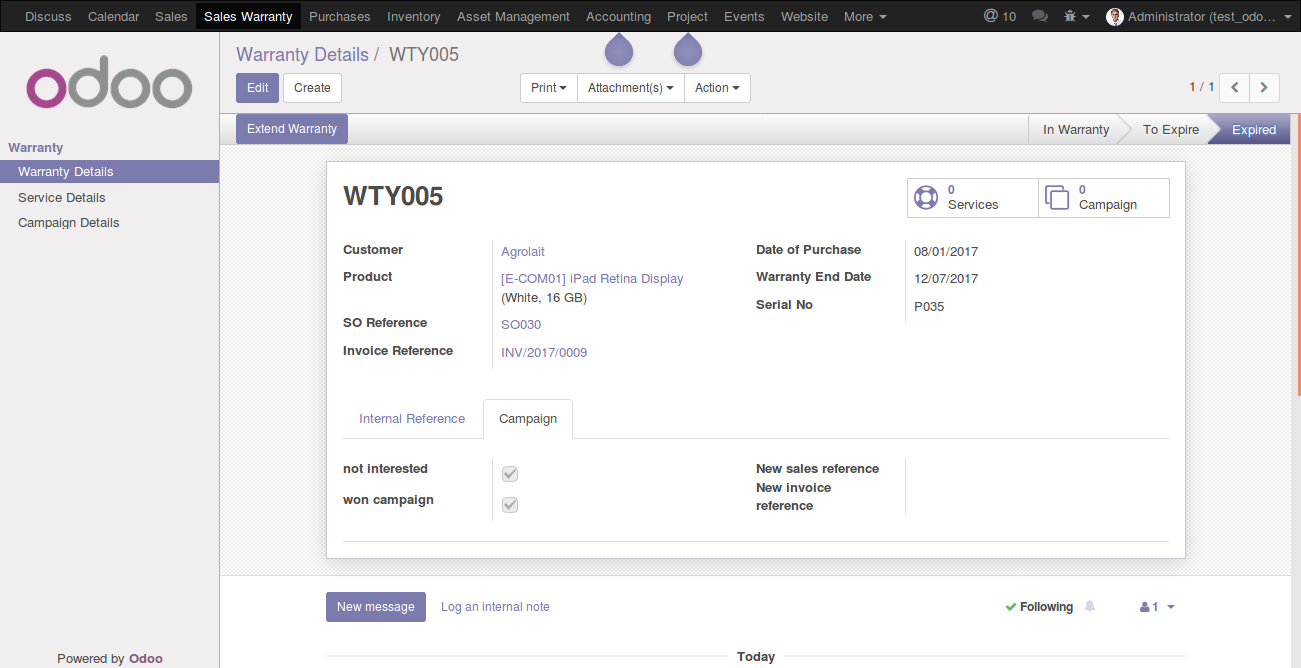 Discuss Calendar Sales Sales Warranty Purchases Inventory Asset Management Accounting Project Events Website More @ 10 Administrator (test_odo...
odoo
Warranty Details / WTY005
Edit Create Print Attachment(s) Action 1 / 1
Extend Warranty In Warranty To Expire Expired
Warranty
Warranty Details
Service Details
Campaign Details
WTY005
0 Services
0 Campaign
Customer Agrolait
Product [E-COM01] iPad Retina Display
(White, 16 GB)
SO Reference SO030
Invoice Reference INV/2017/0009
Date of Purchase 08/01/2017
Warranty End Date 12/07/2017
Serial No P035
Internal Reference Campaign
not interested
won campaign
New sales reference
New invoice
reference
New message Log an internal note Following 1
Today
Powered by Odoo